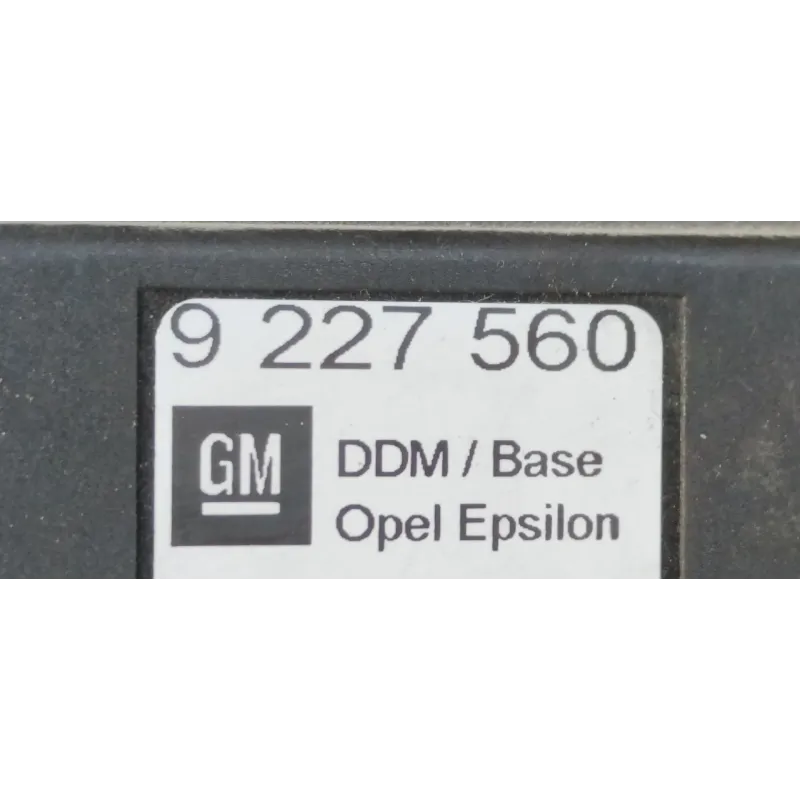 9 227 560
GM
DDM / Base
Opel Epsilon